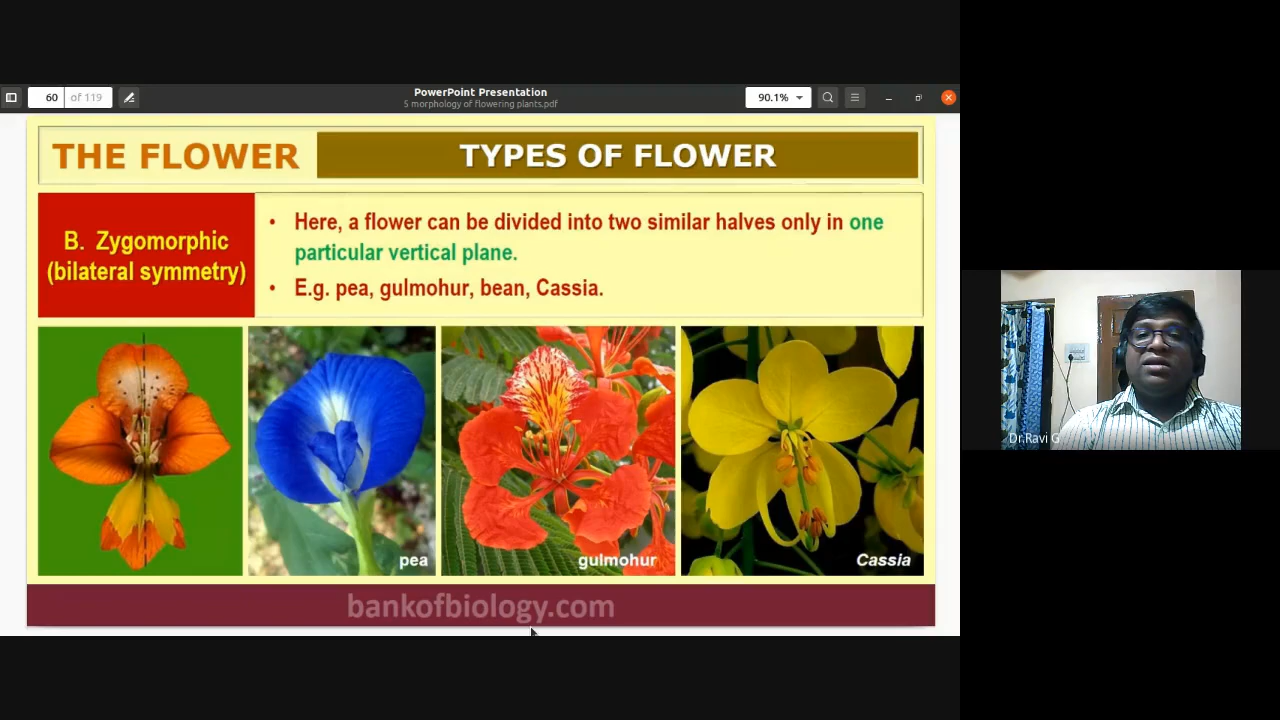 60 of 119
PowerPoint Presentation
5 morphology of flowering plants.pdf
90.1%
THE FLOWER
TYPES OF FLOWER
B. Zygomorphic
(bilateral symmetry)
• Here, a flower can be divided into two similar halves only in one
particular vertical plane.
• E.g. pea, gulmohur, bean, Cassia.
pea
gulmohur
Cassia
bankofbiology.com
Dr.Ravi G